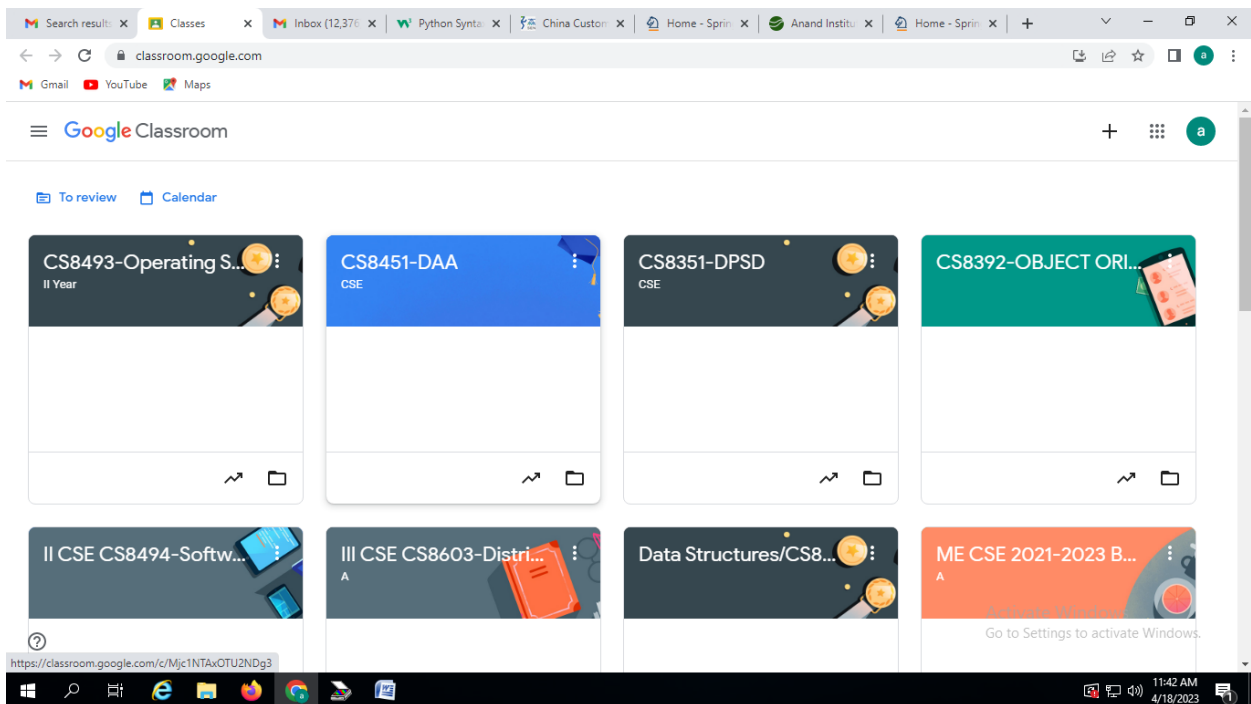 Search results
Classes
Inbox (12,376
Python Synta
China Custom
Home - Sprin
Anand Institu
Home - Sprin
classroom.google.com
a
Gmail
YouTube
Maps
Google Classroom
a
To review
Calendar
CS8493-Operating S...
II Year
CS8451-DAA
CSE
CS8351-DPSD
CSE
CS8392-OBJECT ORI...
II CSE CS8494-Softw...
III CSE CS8603-Distri...
A
Data Structures/CS8...
ME CSE 2021-2023 B...
A
Activate Windows
Go to Settings to activate Windows.
https://classroom.google.com/c/Mjc1NTAxOTU2NDg3
11:42 AM
4/18/2023